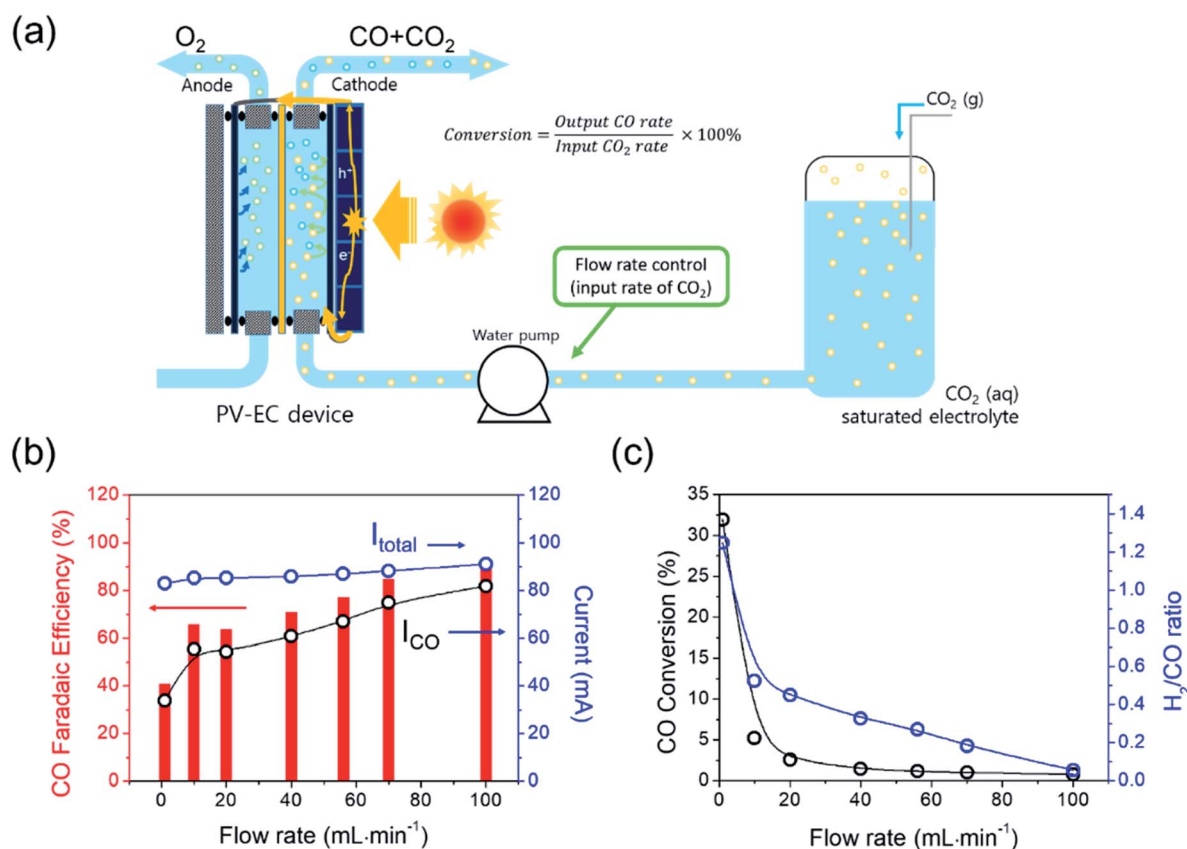 (a)
O₂
CO+CO₂
Anode
Cathode
h⁺
e⁻
Conversion = Output CO rate / Input CO₂ rate × 100%
CO₂ (g)
Flow rate control
(input rate of CO₂)
Water pump
PV-EC device
CO₂ (aq)
saturated electrolyte
(b)
CO Faradaic Efficiency (%)
120
100
80
60
40
20
0
I_total
I_CO
120
100
80
60
40
20
0
Current (mA)
0 20 40 60 80 100
Flow rate (mL·min⁻¹)
(c)
CO Conversion (%)
35
30
25
20
15
10
5
0
1.4
1.2
1.0
0.8
0.6
0.4
0.2
0.0
H₂/CO ratio
0 20 40 60 80 100
Flow rate (mL·min⁻¹)